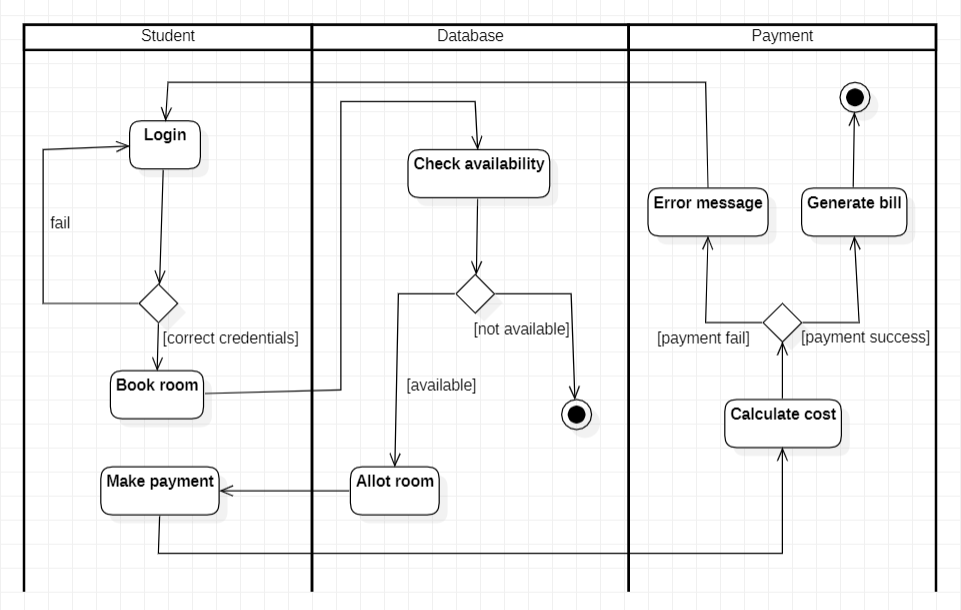 Student
Database
Payment
Login
Check availability
Error message
Generate bill
fail
[correct credentials]
[not available]
[payment fail]
[payment success]
Book room
[available]
Calculate cost
Make payment
Allot room